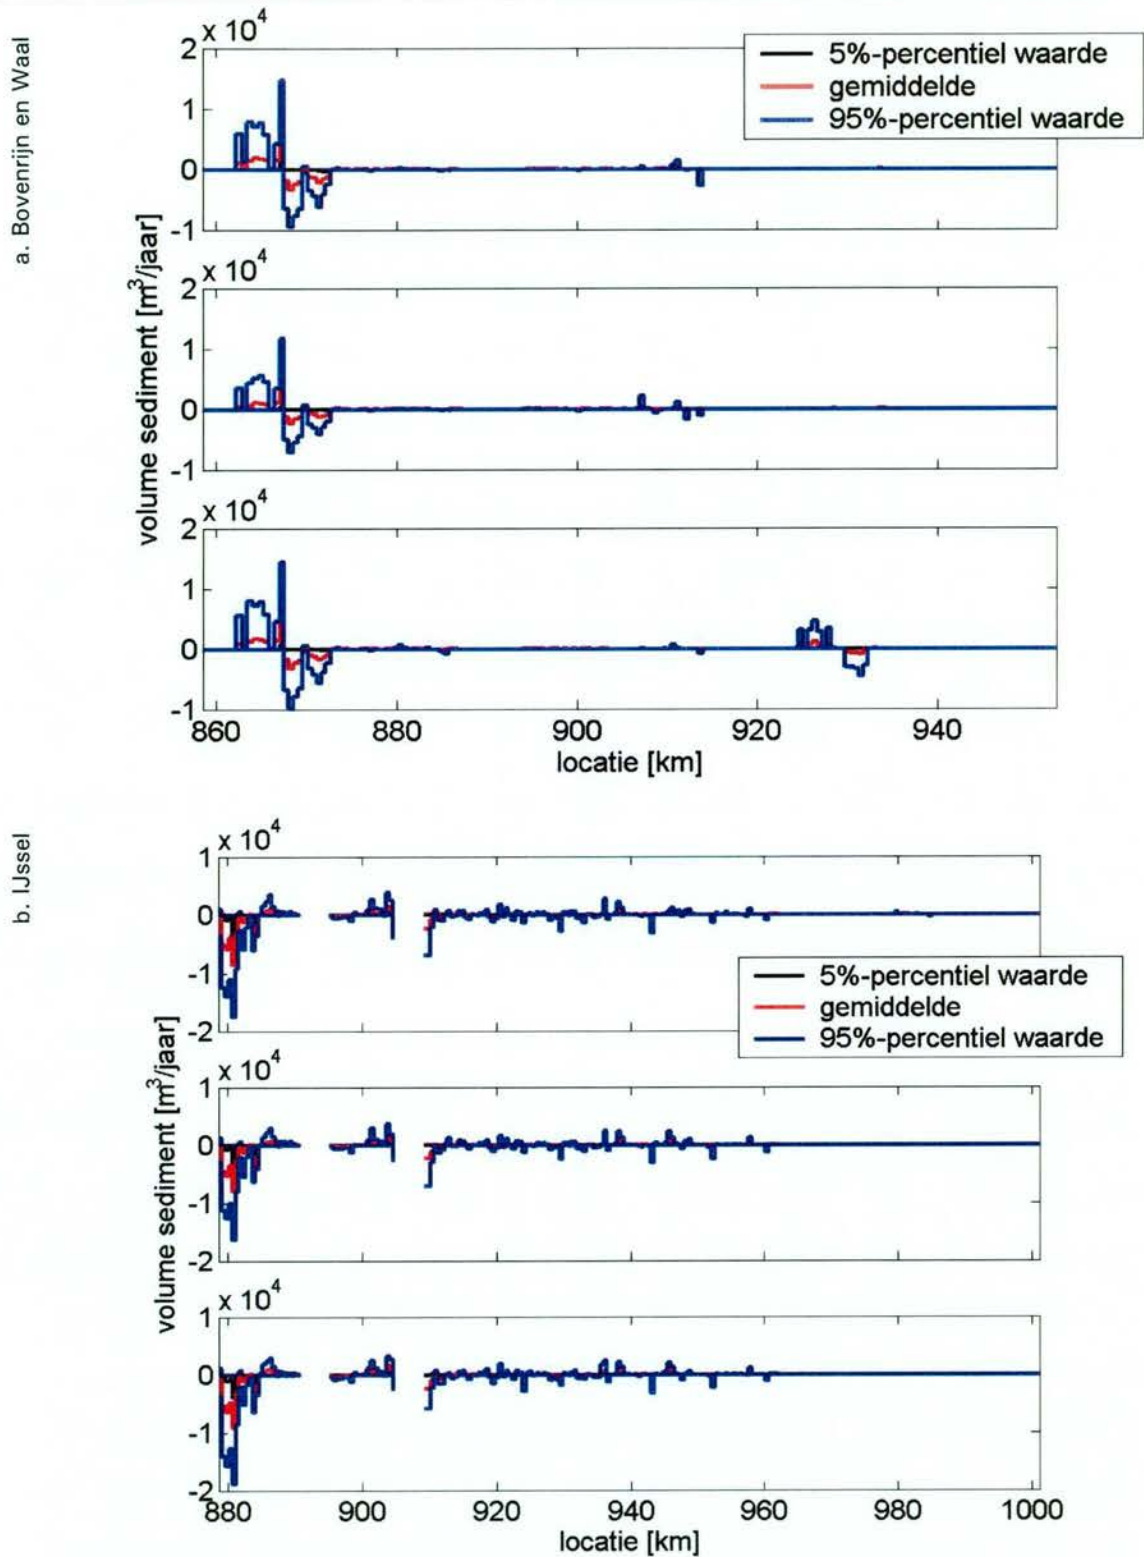 a. Bovenrijn en Waal
x 10^4
2
1
0
-1
5%-percentiel waarde
gemiddelde
95%-percentiel waarde
volume sediment [m^3/jaar]
x 10^4
2
1
0
-1
x 10^4
2
1
0
-1
860 880 900 920 940
locatie [km]
b. IJssel
x 10^4
1
0
-1
-2
5%-percentiel waarde
gemiddelde
95%-percentiel waarde
volume sediment [m^3/jaar]
x 10^4
1
0
-1
-2
x 10^4
1
0
-1
-2
880 900 920 940 960 980 1000
locatie [km]